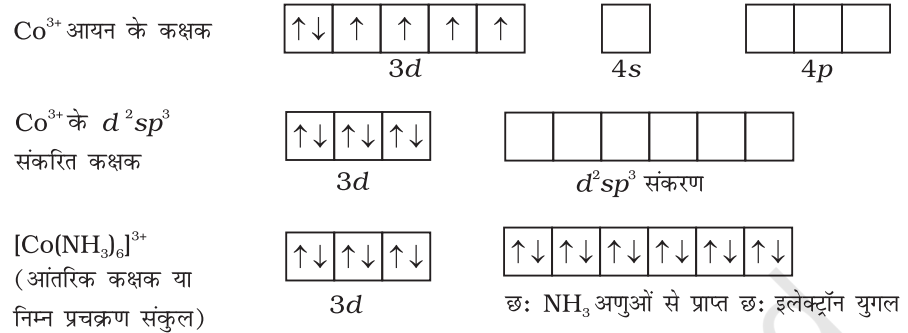 Co³⁺ आयन के कक्षक ↑↓ ↑ ↑ ↑ ↑
3d 4s 4p
Co³⁺ के d²sp³
संकरित कक्षक ↑↓ ↑↓ ↑↓
3d d²sp³ संकरण
[Co(NH₃)₆]³⁺
(आंतरिक कक्षक या ↑↓ ↑↓ ↑↓ ↑↓ ↑↓ ↑↓ ↑↓ ↑↓ ↑↓
निम्न प्रचक्रण संकुल) 3d छ: NH₃ अणुओं से प्राप्त छ: इलेक्ट्रॉन युगल